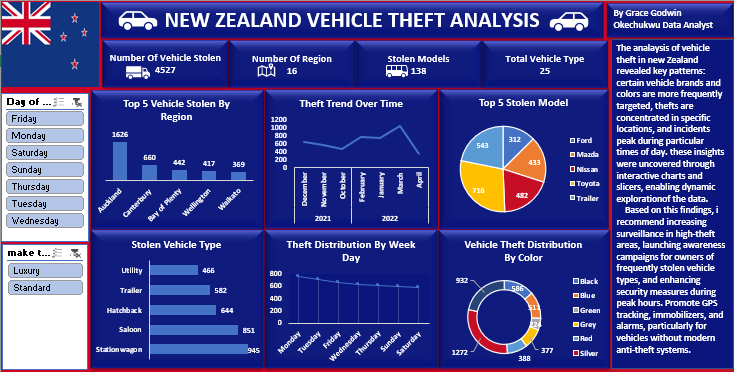 NEW ZEALAND VEHICLE THEFT ANALYSIS
By Grace Godwin
Okechukwu Data Analyst
Number Of Vehicle Stolen
4527
Number Of Region
16
Stolen Models
138
Total Vehicle Type
25
Day of ...
Friday
Monday
Saturday
Sunday
Thursday
Tuesday
Wednesday
make t...
Luxury
Standard
Top 5 Vehicle Stolen By
Region
1626
660
442
417
369
Auckland
Canterbury
Bay of Plenty
Wellington
Waikato
Theft Trend Over Time
1200
1000
800
600
400
200
0
December
November
October
February
January
March
April
2021
2022
Top 5 Stolen Model
543
312
433
482
716
Ford
Mazda
Nissan
Toyota
Trailer
Stolen Vehicle Type
Utility
466
Trailer
582
Hatchback
644
Saloon
851
Stationwagon
945
Theft Distribution By Week
Day
800
600
400
200
0
Monday
Tuesday
Friday
Wednesday
Thursday
Sunday
Saturday
Vehicle Theft Distribution
By Color
932
586
377
388
1272
Black
Blue
Green
Grey
Red
Silver
The analaysis of vehicle
theft in new Zealand
revealed key patterns:
certain vehicle brands and
colors are more frequently
targeted, thefts are
concentrated in specific
locations, and incidents
peak during particular
times of day. these insights
were uncovered through
interactive charts and
slicers, enabling dynamic
explorationof the data.
Based on this findings, i
recommend increasing
surveillance in high-theft
areas, launching awareness
campaigns for owners of
frequently stolen vehicle
types, and enhancing
security measures during
peak hours. Promote GPS
tracking, immobilizers, and
alarms, particularly for
vehicles without modern
anti-theft systems.